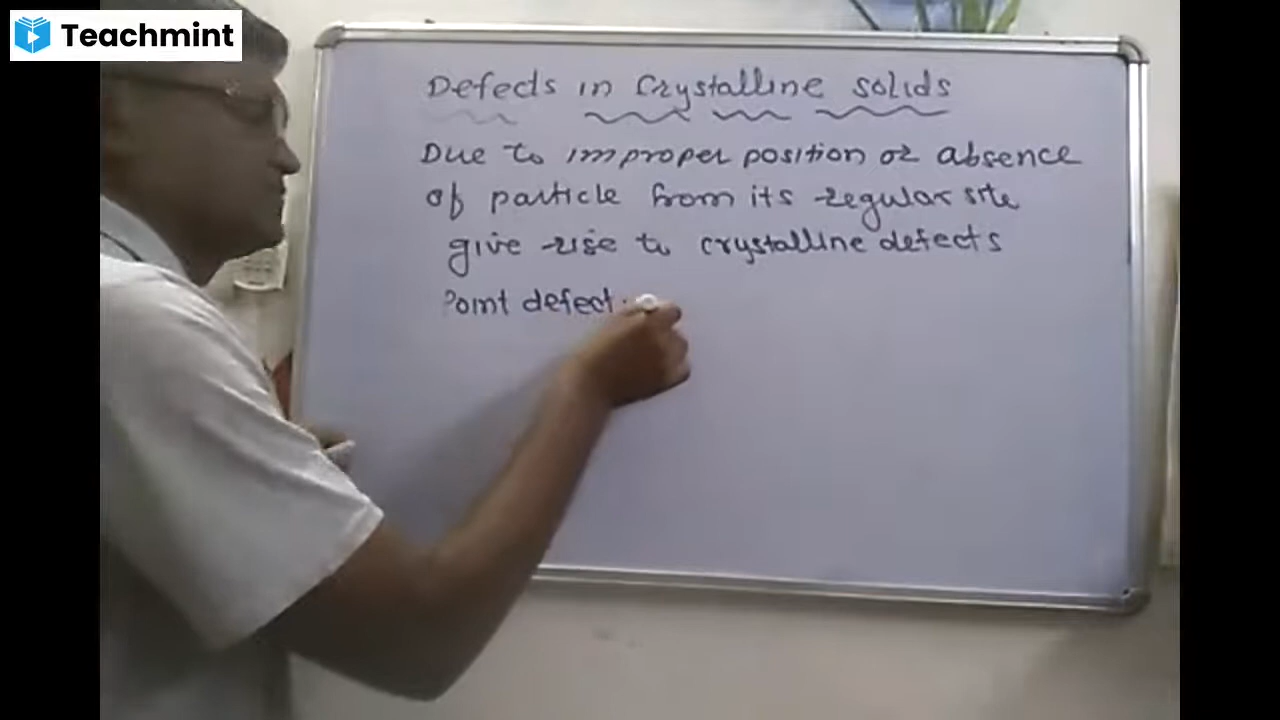 Teachmint
Defects in Crystalline solids
Due to improper position or absence
of particle from its regular site
give rise to crystalline defects
Point defect